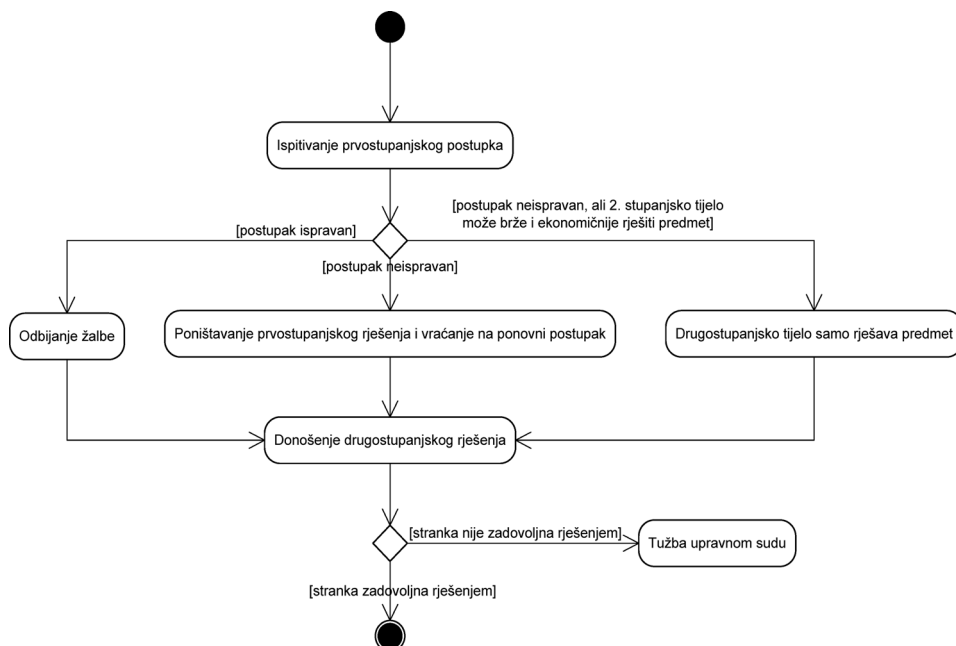 Ispitivanje prvostupanjskog postupka
[postupak neispravan, ali 2. stupanjsko tijelo
može brže i ekonomičnije rješiti predmet]
[postupak ispravan]
[postupak neispravan]
Odbijanje žalbe
Poništavanje prvostupanjskog rješenja i vraćanje na ponovni postupak
Drugostupanjsko tijelo samo rješava predmet
Donošenje drugostupanjskog rješenja
[stranka nije zadovoljna rješenjem]
Tužba upravnom sudu
[stranka zadovoljna rješenjem]